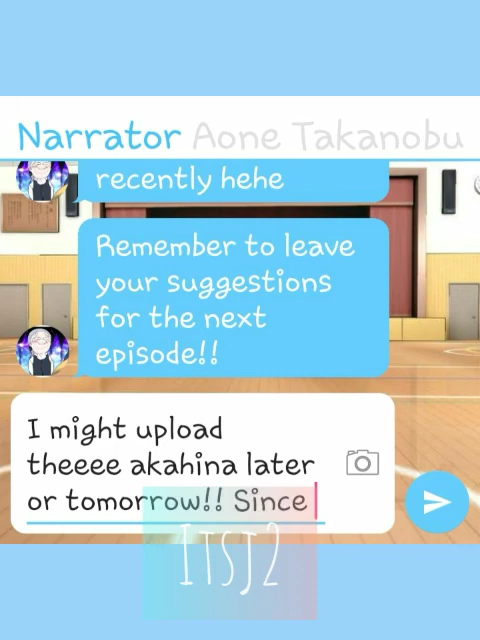 Narrator Aone Takanobu
recently hehe
Remember to leave
your suggestions
for the next
episode!!
I might upload
theeee akahina later
or tomorrow!! Since
ITSJ2